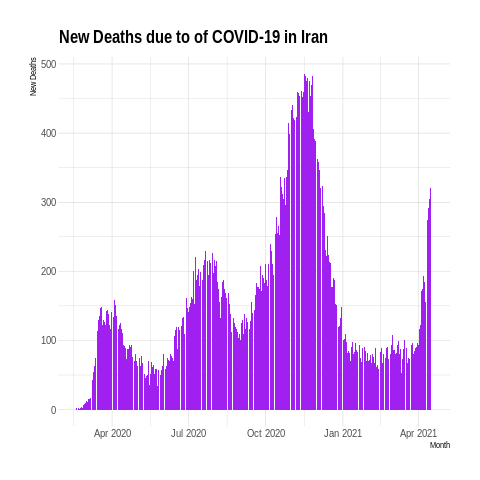 New Deaths due to of COVID-19 in Iran
New Deaths
500
400
300
200
100
0
Apr 2020
Jul 2020
Oct 2020
Jan 2021
Apr 2021
Month